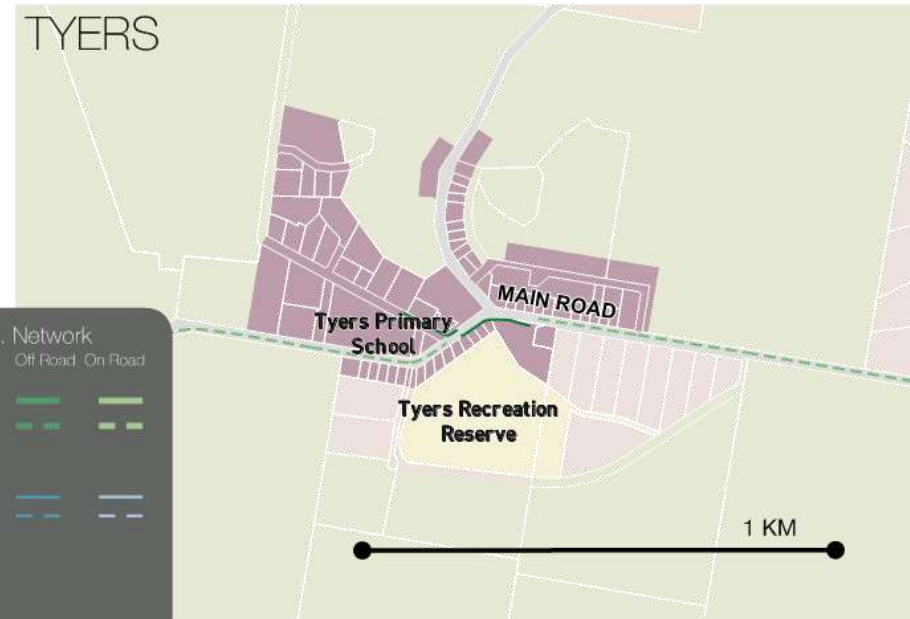 TYERS
MAIN ROAD
Tyers Primary
School
. Network
Off Road On Road
Tyers Recreation
Reserve
1 KM